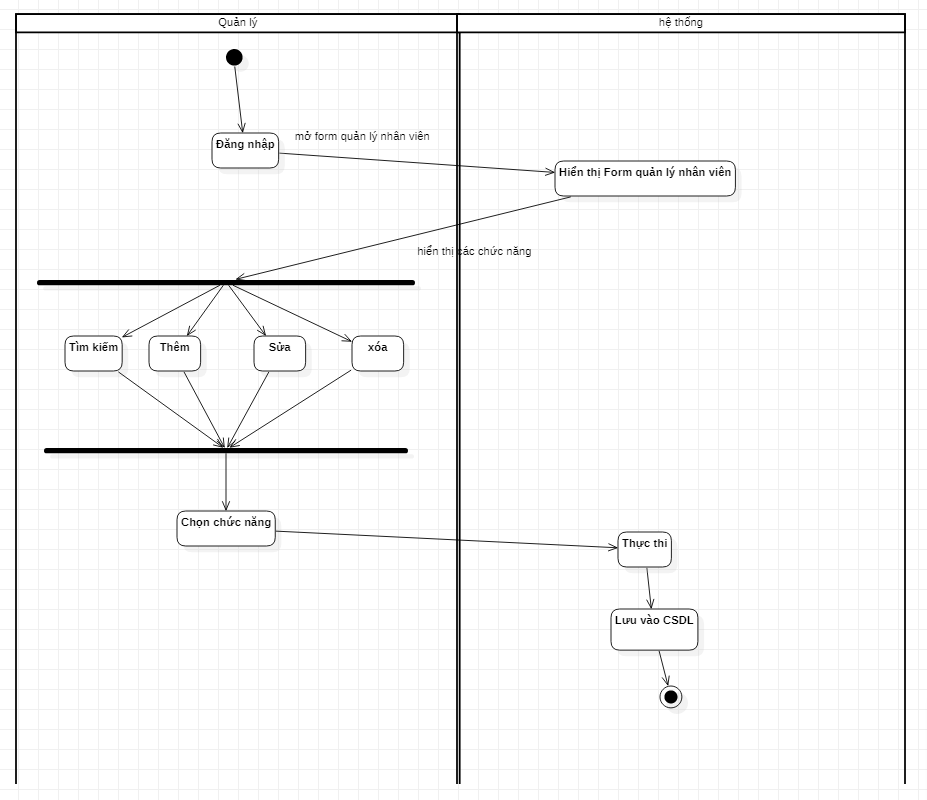 Quản lý
hệ thống
Đăng nhập
mở form quản lý nhân viên
Hiển thị Form quản lý nhân viên
hiển thị các chức năng
Tìm kiếm
Thêm
Sửa
xóa
Chọn chức năng
Thực thi
Lưu vào CSDL